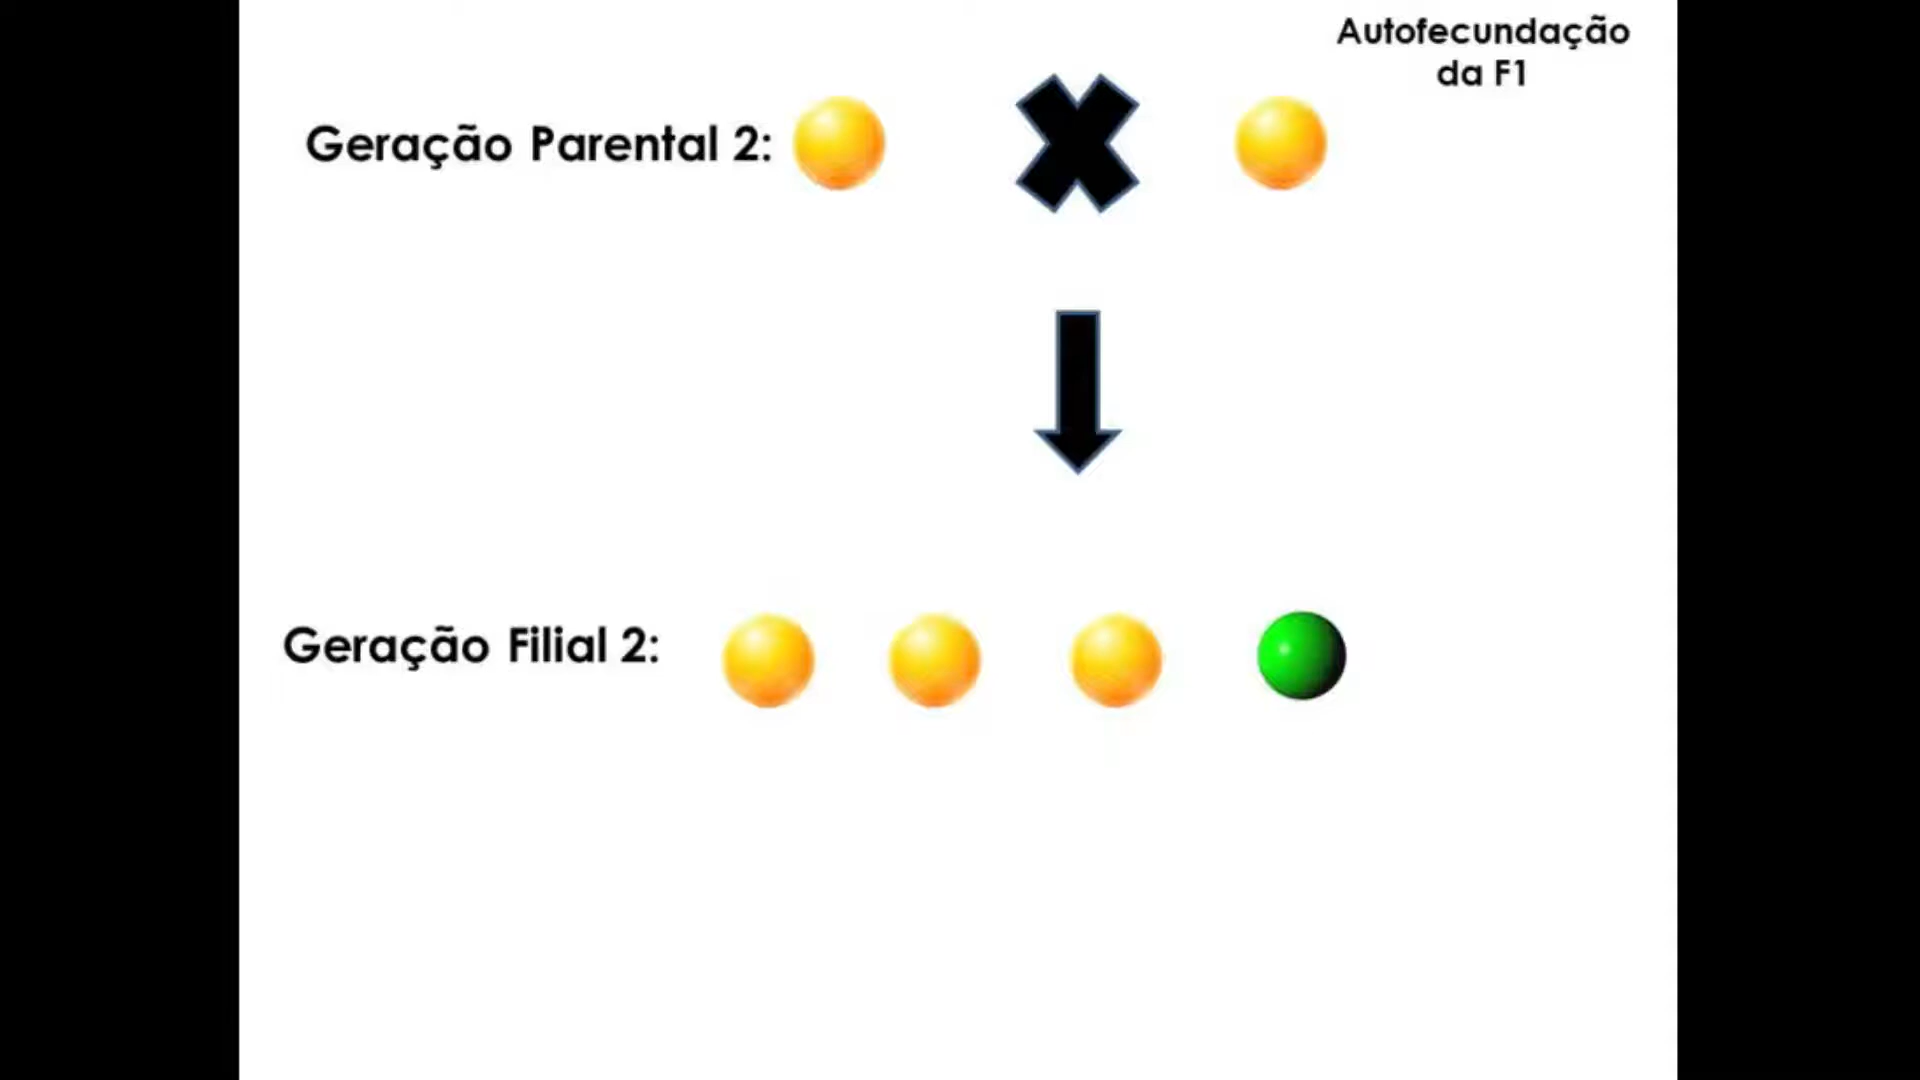 Autofecundação
da F1
Geração Parental 2:
Geração Filial 2: